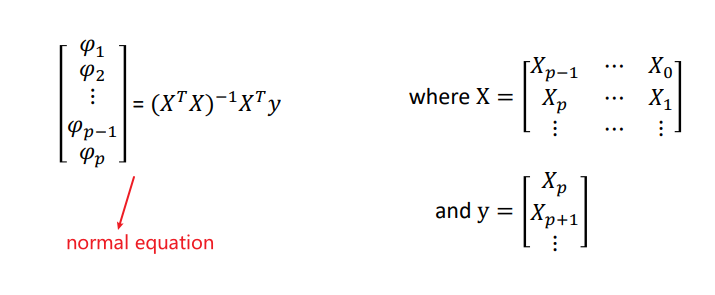 [φ₁ φ₂ ⋮ φₚ₋₁ φₚ] = (XᵀX)⁻¹Xᵀy
normal equation
where X = [Xₚ₋₁ ⋯ X₀
Xₚ ⋯ X₁
⋮ ⋯ ⋮]
and y = [Xₚ
Xₚ₊₁
⋮]